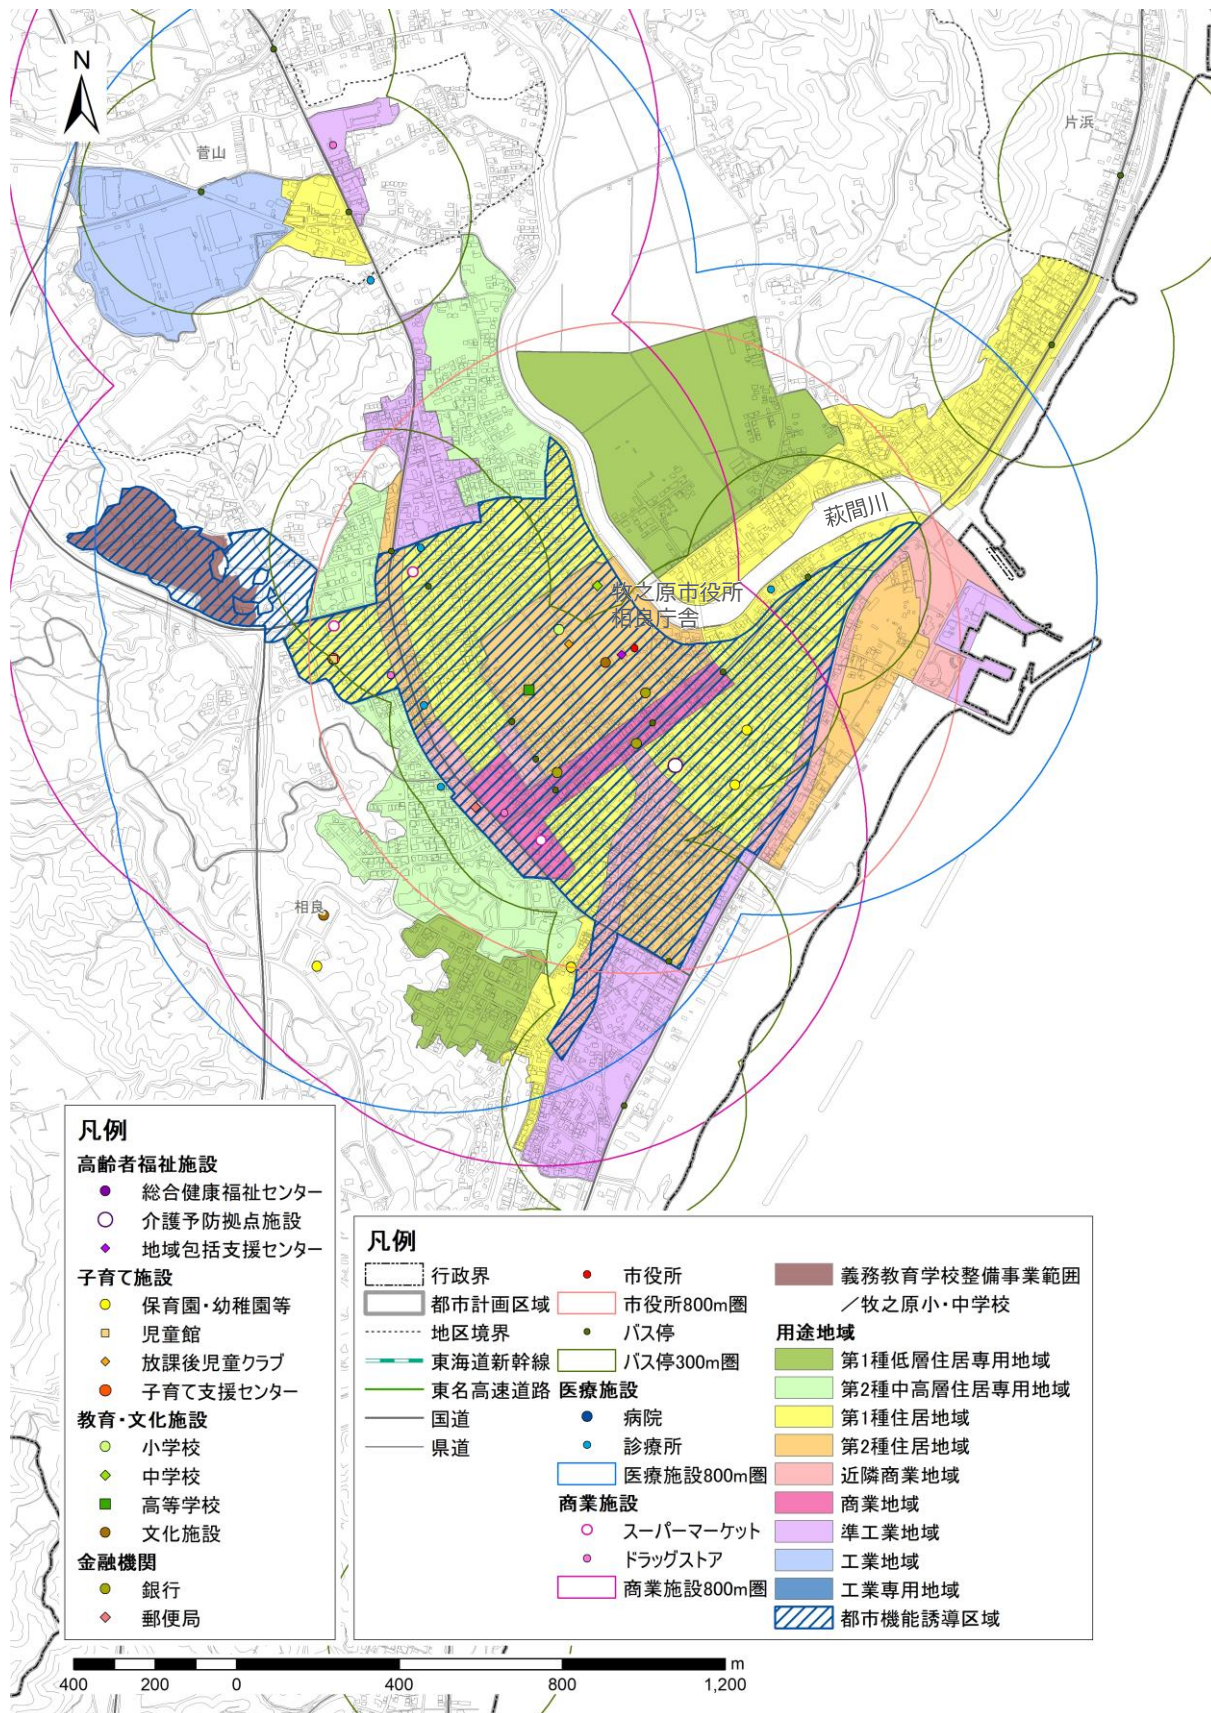 N
菅山
片浜
萩間川
牧之原市役所
相良庁舎
相良
凡例
高齢者福祉施設
総合健康福祉センター
介護予防拠点施設
地域包括支援センター
子育て施設
保育園・幼稚園等
児童館
放課後児童クラブ
子育て支援センター
教育・文化施設
小学校
中学校
高等学校
文化施設
金融機関
銀行
郵便局
凡例
行政界
都市計画区域
地区境界
東海道新幹線
東名高速道路
国道
県道
市役所
市役所800m圏
バス停
バス停300m圏
医療施設
病院
診療所
医療施設800m圏
商業施設
スーパーマーケット
ドラッグストア
商業施設800m圏
義務教育学校整備事業範囲
／牧之原小・中学校
用途地域
第1種低層住居専用地域
第2種中高層住居専用地域
第1種住居地域
第2種住居地域
近隣商業地域
商業地域
準工業地域
工業地域
工業専用地域
都市機能誘導区域
400 200 0 400 800 1,200 m